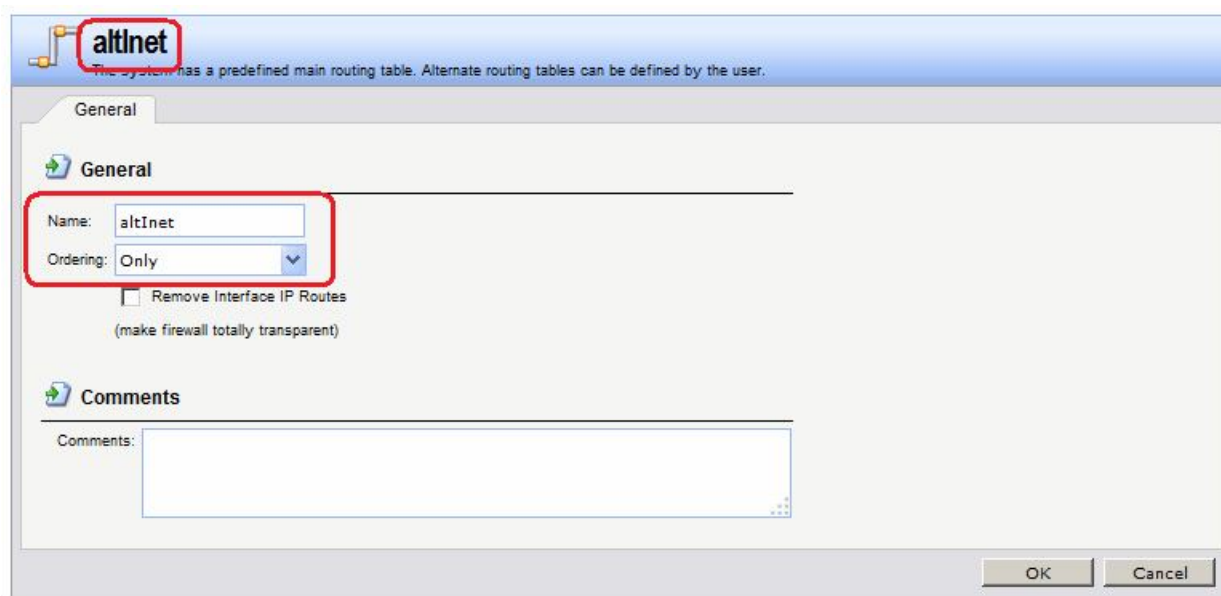 altInet
The system has a predefined main routing table. Alternate routing tables can be defined by the user.
General
General
Name: altInet
Ordering: Only
Remove Interface IP Routes
(make firewall totally transparent)
Comments
Comments:
OK Cancel